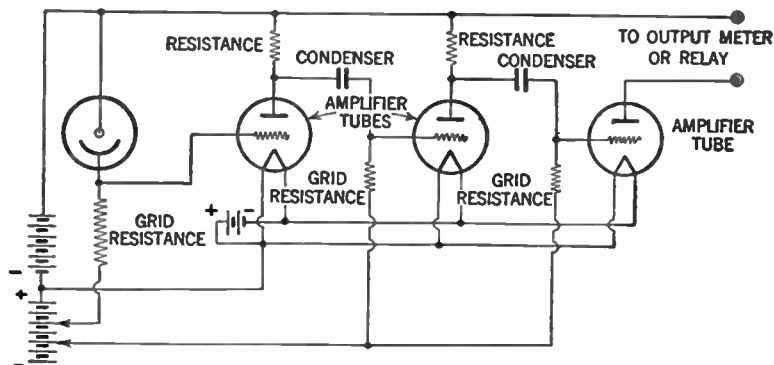 RESISTANCE
CONDENSER
RESISTANCE
CONDENSER
TO OUTPUT METER
OR RELAY
AMPLIFIER
TUBES
AMPLIFIER
TUBE
GRID
RESISTANCE
GRID
RESISTANCE
GRID
RESISTANCE
+ -
-
+
-